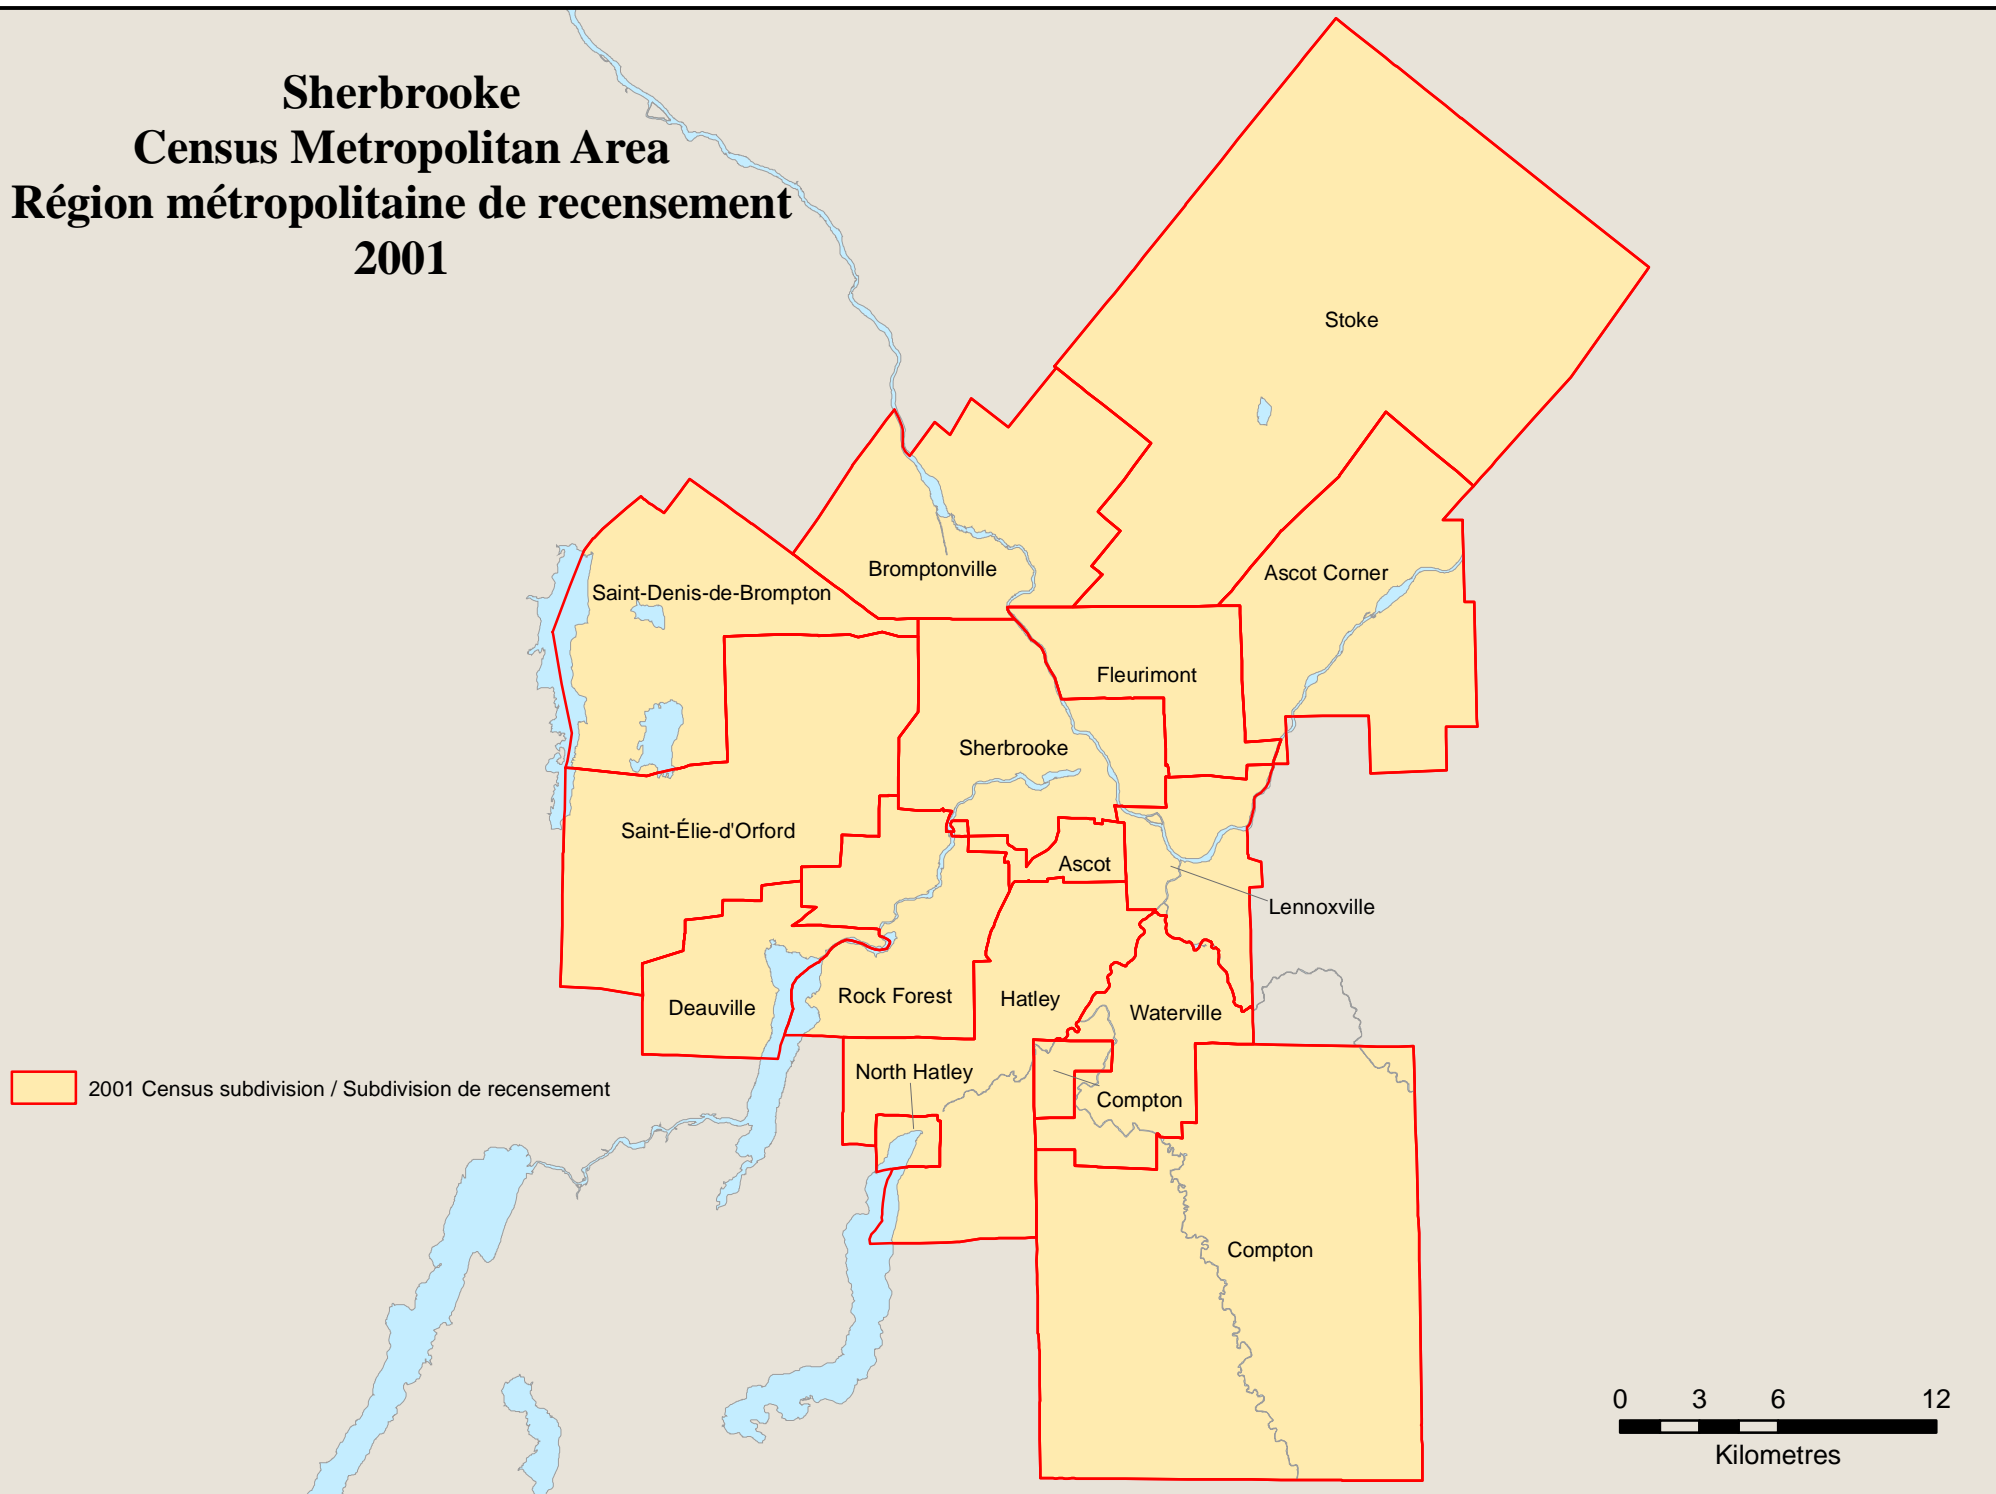 Sherbrooke
Census Metropolitan Area
Région métropolitaine de recensement
2001
Stoke
Bromptonville
Ascot Corner
Saint-Denis-de-Brompton
Fleurimont
Sherbrooke
Saint-Élie-d'Orford
Ascot
Lennoxville
Deauville
Rock Forest
Hatley
Waterville
North Hatley
2001 Census subdivision / Subdivision de recensement
Compton
Compton
0 3 6 12
Kilometres